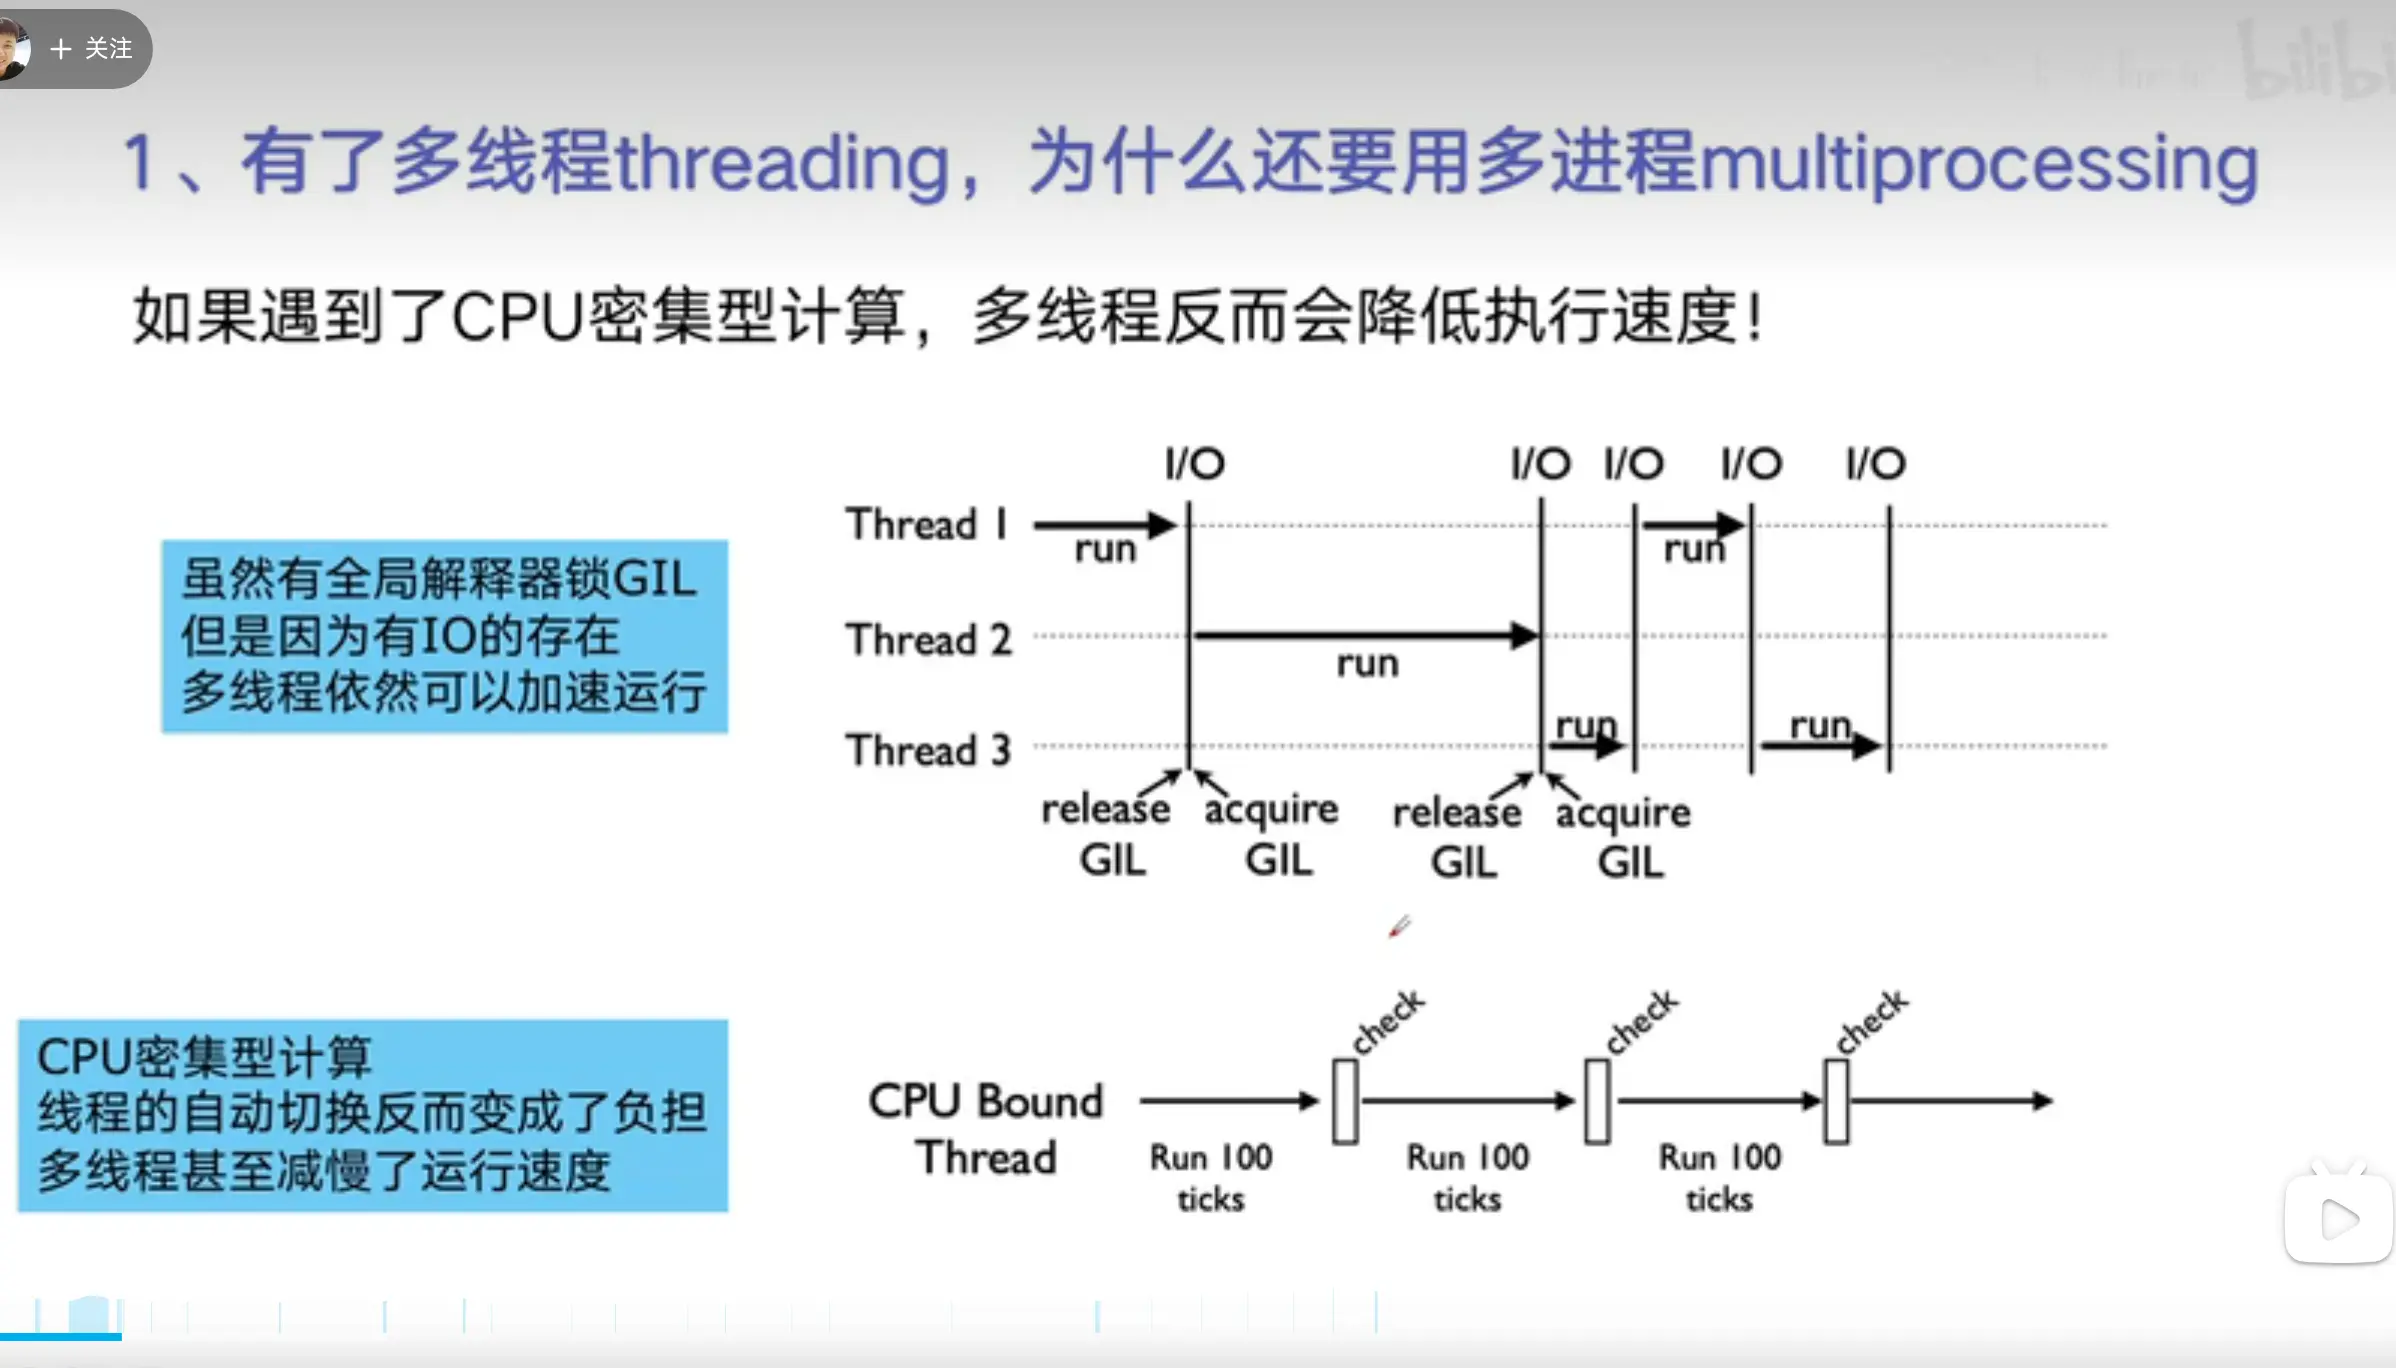 + 关注
bilibi
1、有了多线程threading，为什么还要用多进程multiprocessing
如果遇到了CPU密集型计算，多线程反而会降低执行速度！
虽然有全局解释器锁GIL
但是因为有IO的存在
多线程依然可以加速运行
I/O I/O I/O I/O I/O
Thread 1
run run
Thread 2
run
run run
Thread 3
release acquire release acquire
GIL GIL GIL GIL
CPU密集型计算
线程的自动切换反而变成了负担
多线程甚至减慢了运行速度
check check check
CPU Bound
Thread
Run 100 Run 100 Run 100
ticks ticks ticks